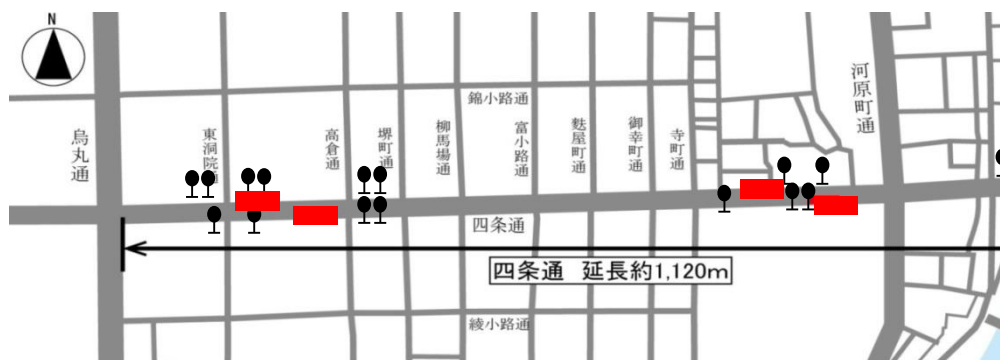 N
錦小路通
烏丸通
東洞院通
高倉通
堺町通
柳馬場通
富小路通
麩屋町通
御幸町通
寺町通
河原町通
四条通
四条通 延長約1,120m
綾小路通